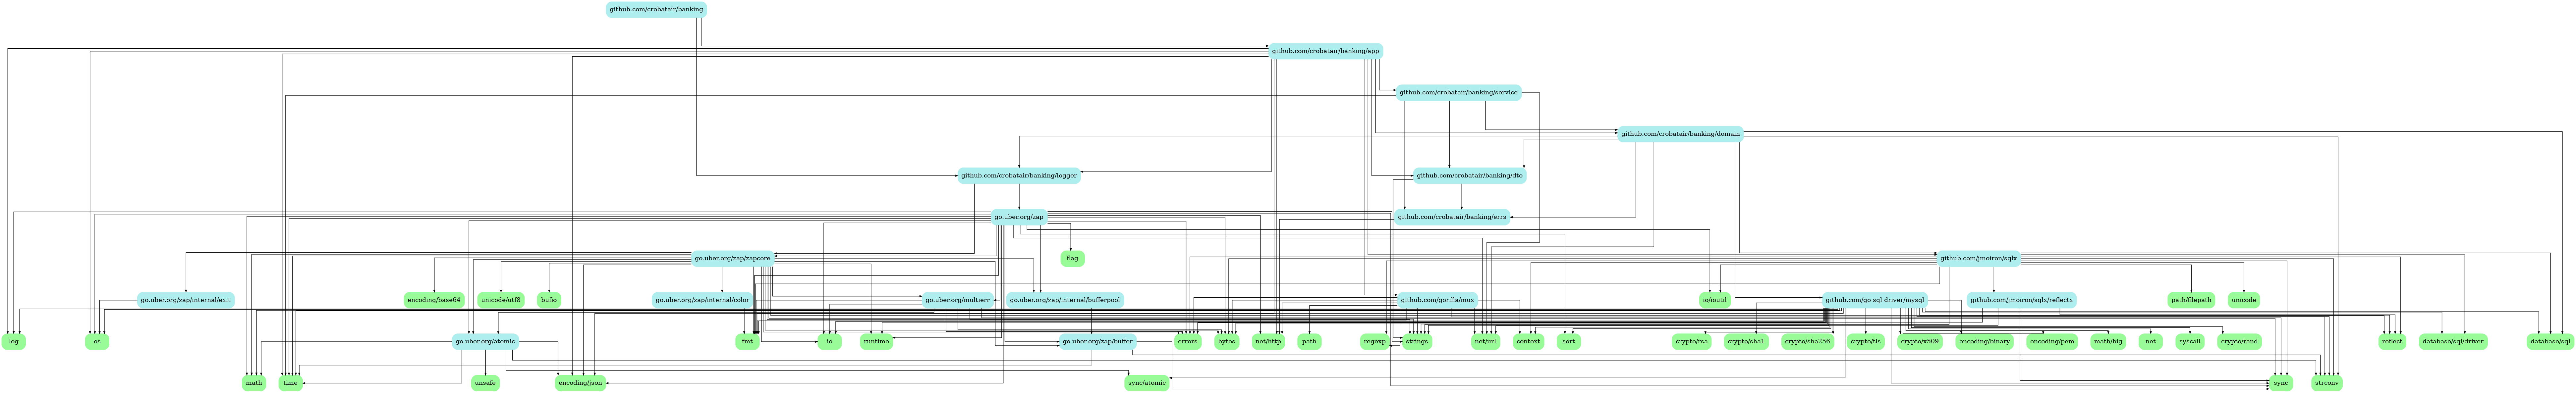 github.com/crobatair/banking
github.com/crobatair/banking/app
github.com/crobatair/banking/service
github.com/crobatair/banking/domain
github.com/crobatair/banking/logger
github.com/crobatair/banking/dto
go.uber.org/zap
github.com/crobatair/banking/errs
go.uber.org/zap/zapcore
flag
github.com/jmoiron/sqlx
go.uber.org/zap/internal/exit
encoding/base64
unicode/utf8
bufio
go.uber.org/zap/internal/color
go.uber.org/multierr
go.uber.org/zap/internal/bufferpool
github.com/gorilla/mux
io/ioutil
github.com/go-sql-driver/mysql
github.com/jmoiron/sqlx/reflectx
path/filepath
unicode
log
os
go.uber.org/atomic
fmt
io
runtime
go.uber.org/zap/buffer
errors
bytes
net/http
path
regexp
strings
net/url
context
sort
crypto/rsa
crypto/sha1
crypto/sha256
crypto/tls
crypto/x509
encoding/binary
encoding/pem
math/big
net
syscall
crypto/rand
reflect
database/sql/driver
database/sql
math
time
unsafe
encoding/json
sync/atomic
sync
strconv